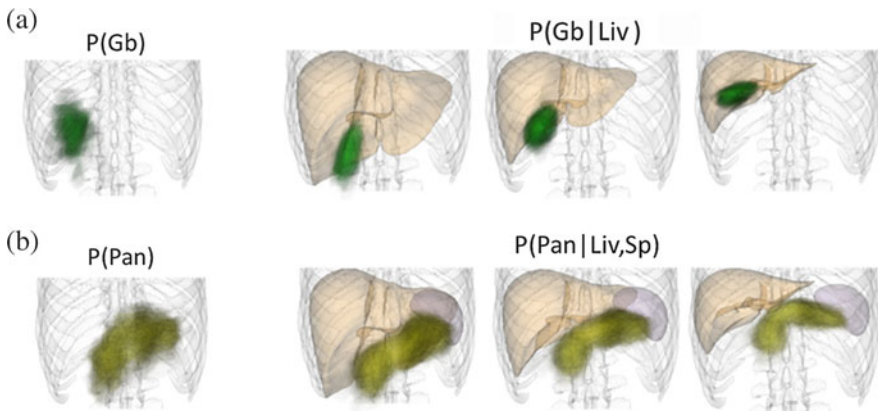 (a)
P(Gb)
P(Gb|Liv)
(b)
P(Pan)
P(Pan|Liv,Sp)